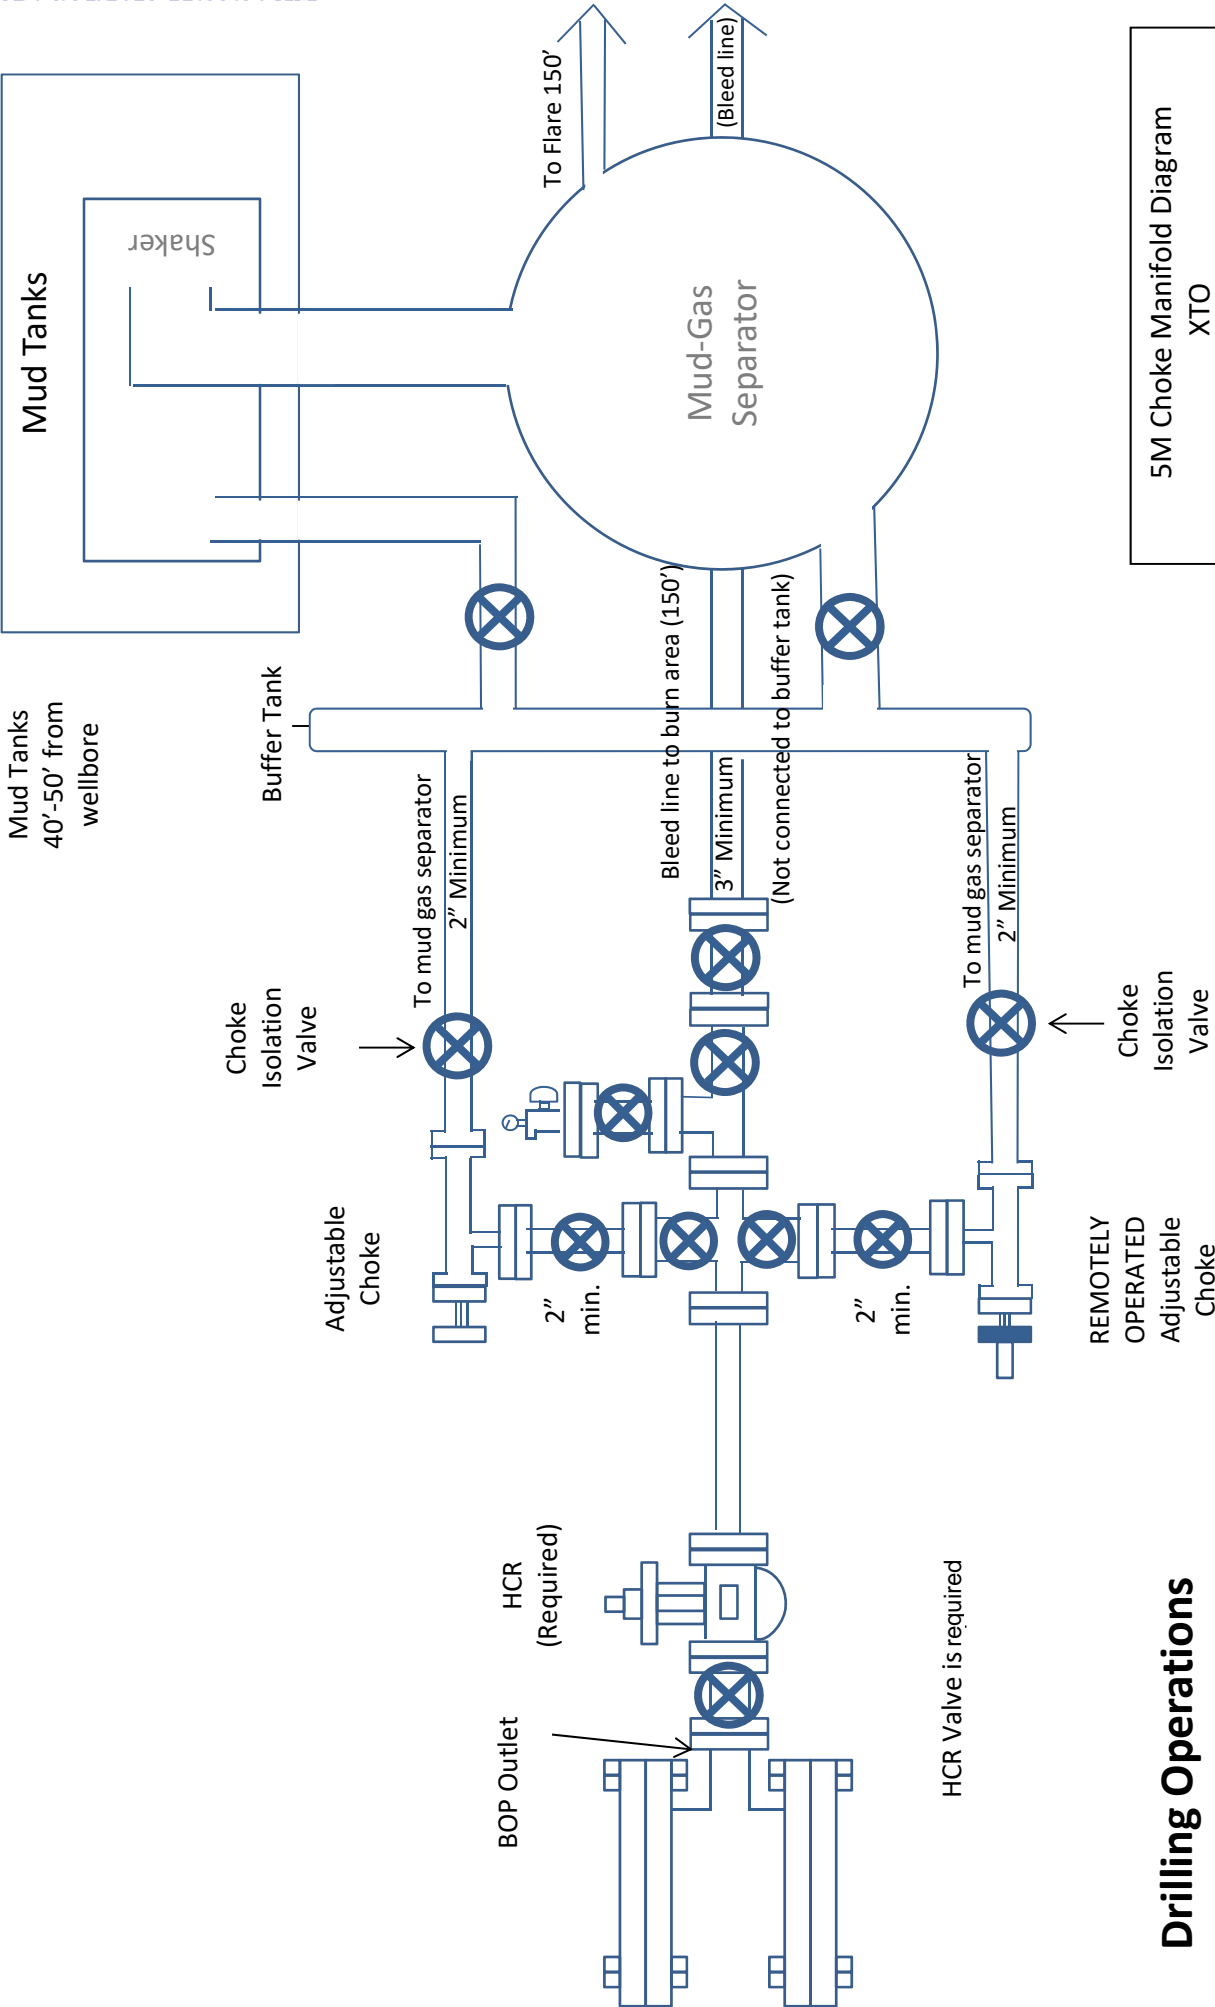 Drilling Operations
5M Choke Manifold Diagram
XTO
Mud Tanks
40’-50’ from
wellbore
Mud Tanks
Shaker
Buffer Tank
Choke
Isolation
Valve
To mud gas separator
2” Minimum
Adjustable
Choke
2”
min.
HCR
(Required)
BOP Outlet
To Flare 150’
(Bleed line)
Mud-Gas
Separator
Bleed line to burn area (150’)
3” Minimum
(Not connected to buffer tank)
2”
min.
To mud gas separator
2” Minimum
HCR Valve is required
REMOTELY
OPERATED
Adjustable
Choke
Choke
Isolation
Valve